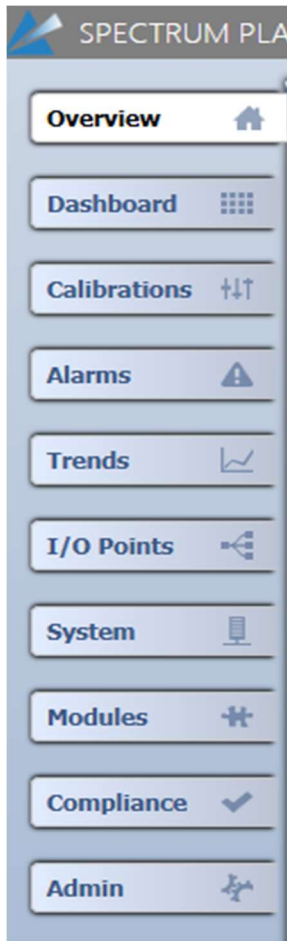 SPECTRUM PLA
Overview
Dashboard
Calibrations
Alarms
Trends
I/O Points
System
Modules
Compliance
Admin